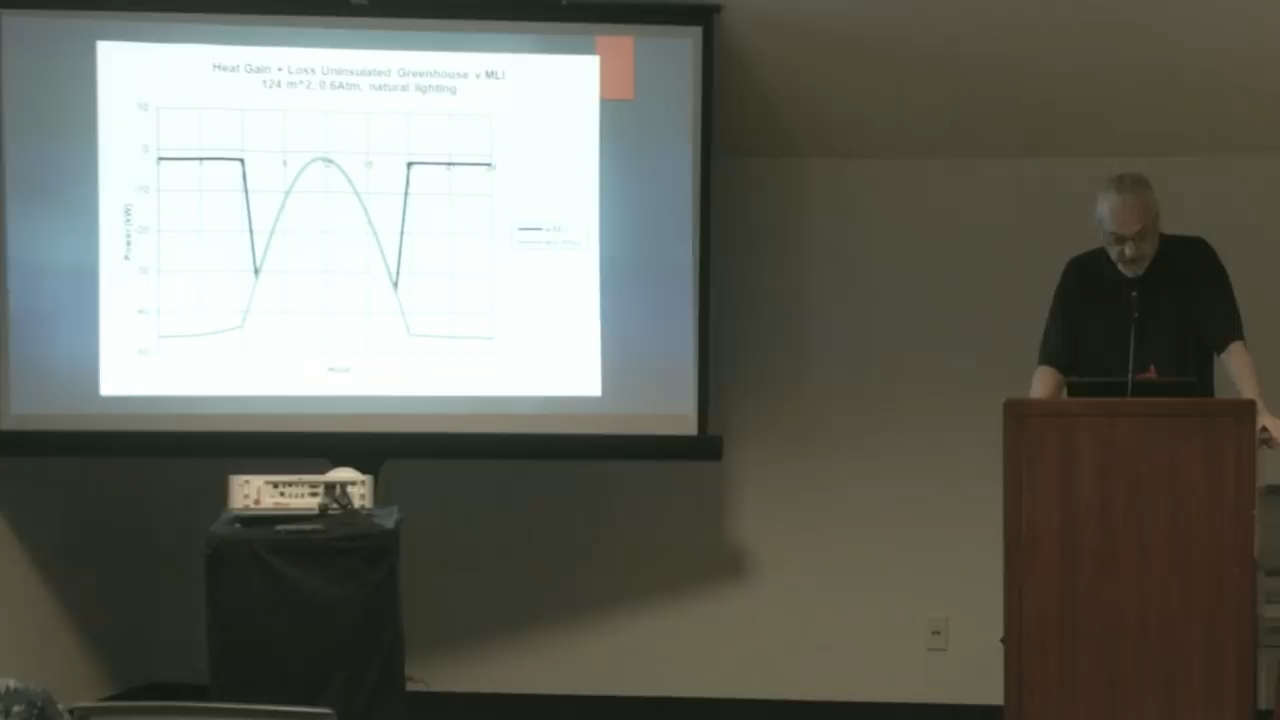 Heat Gain + Loss Uninsulated Greenhouse v MLI
124 m^2, 0.6Atm, natural lighting
10
0
-10
-20
-30
-40
-50
Power (kW)